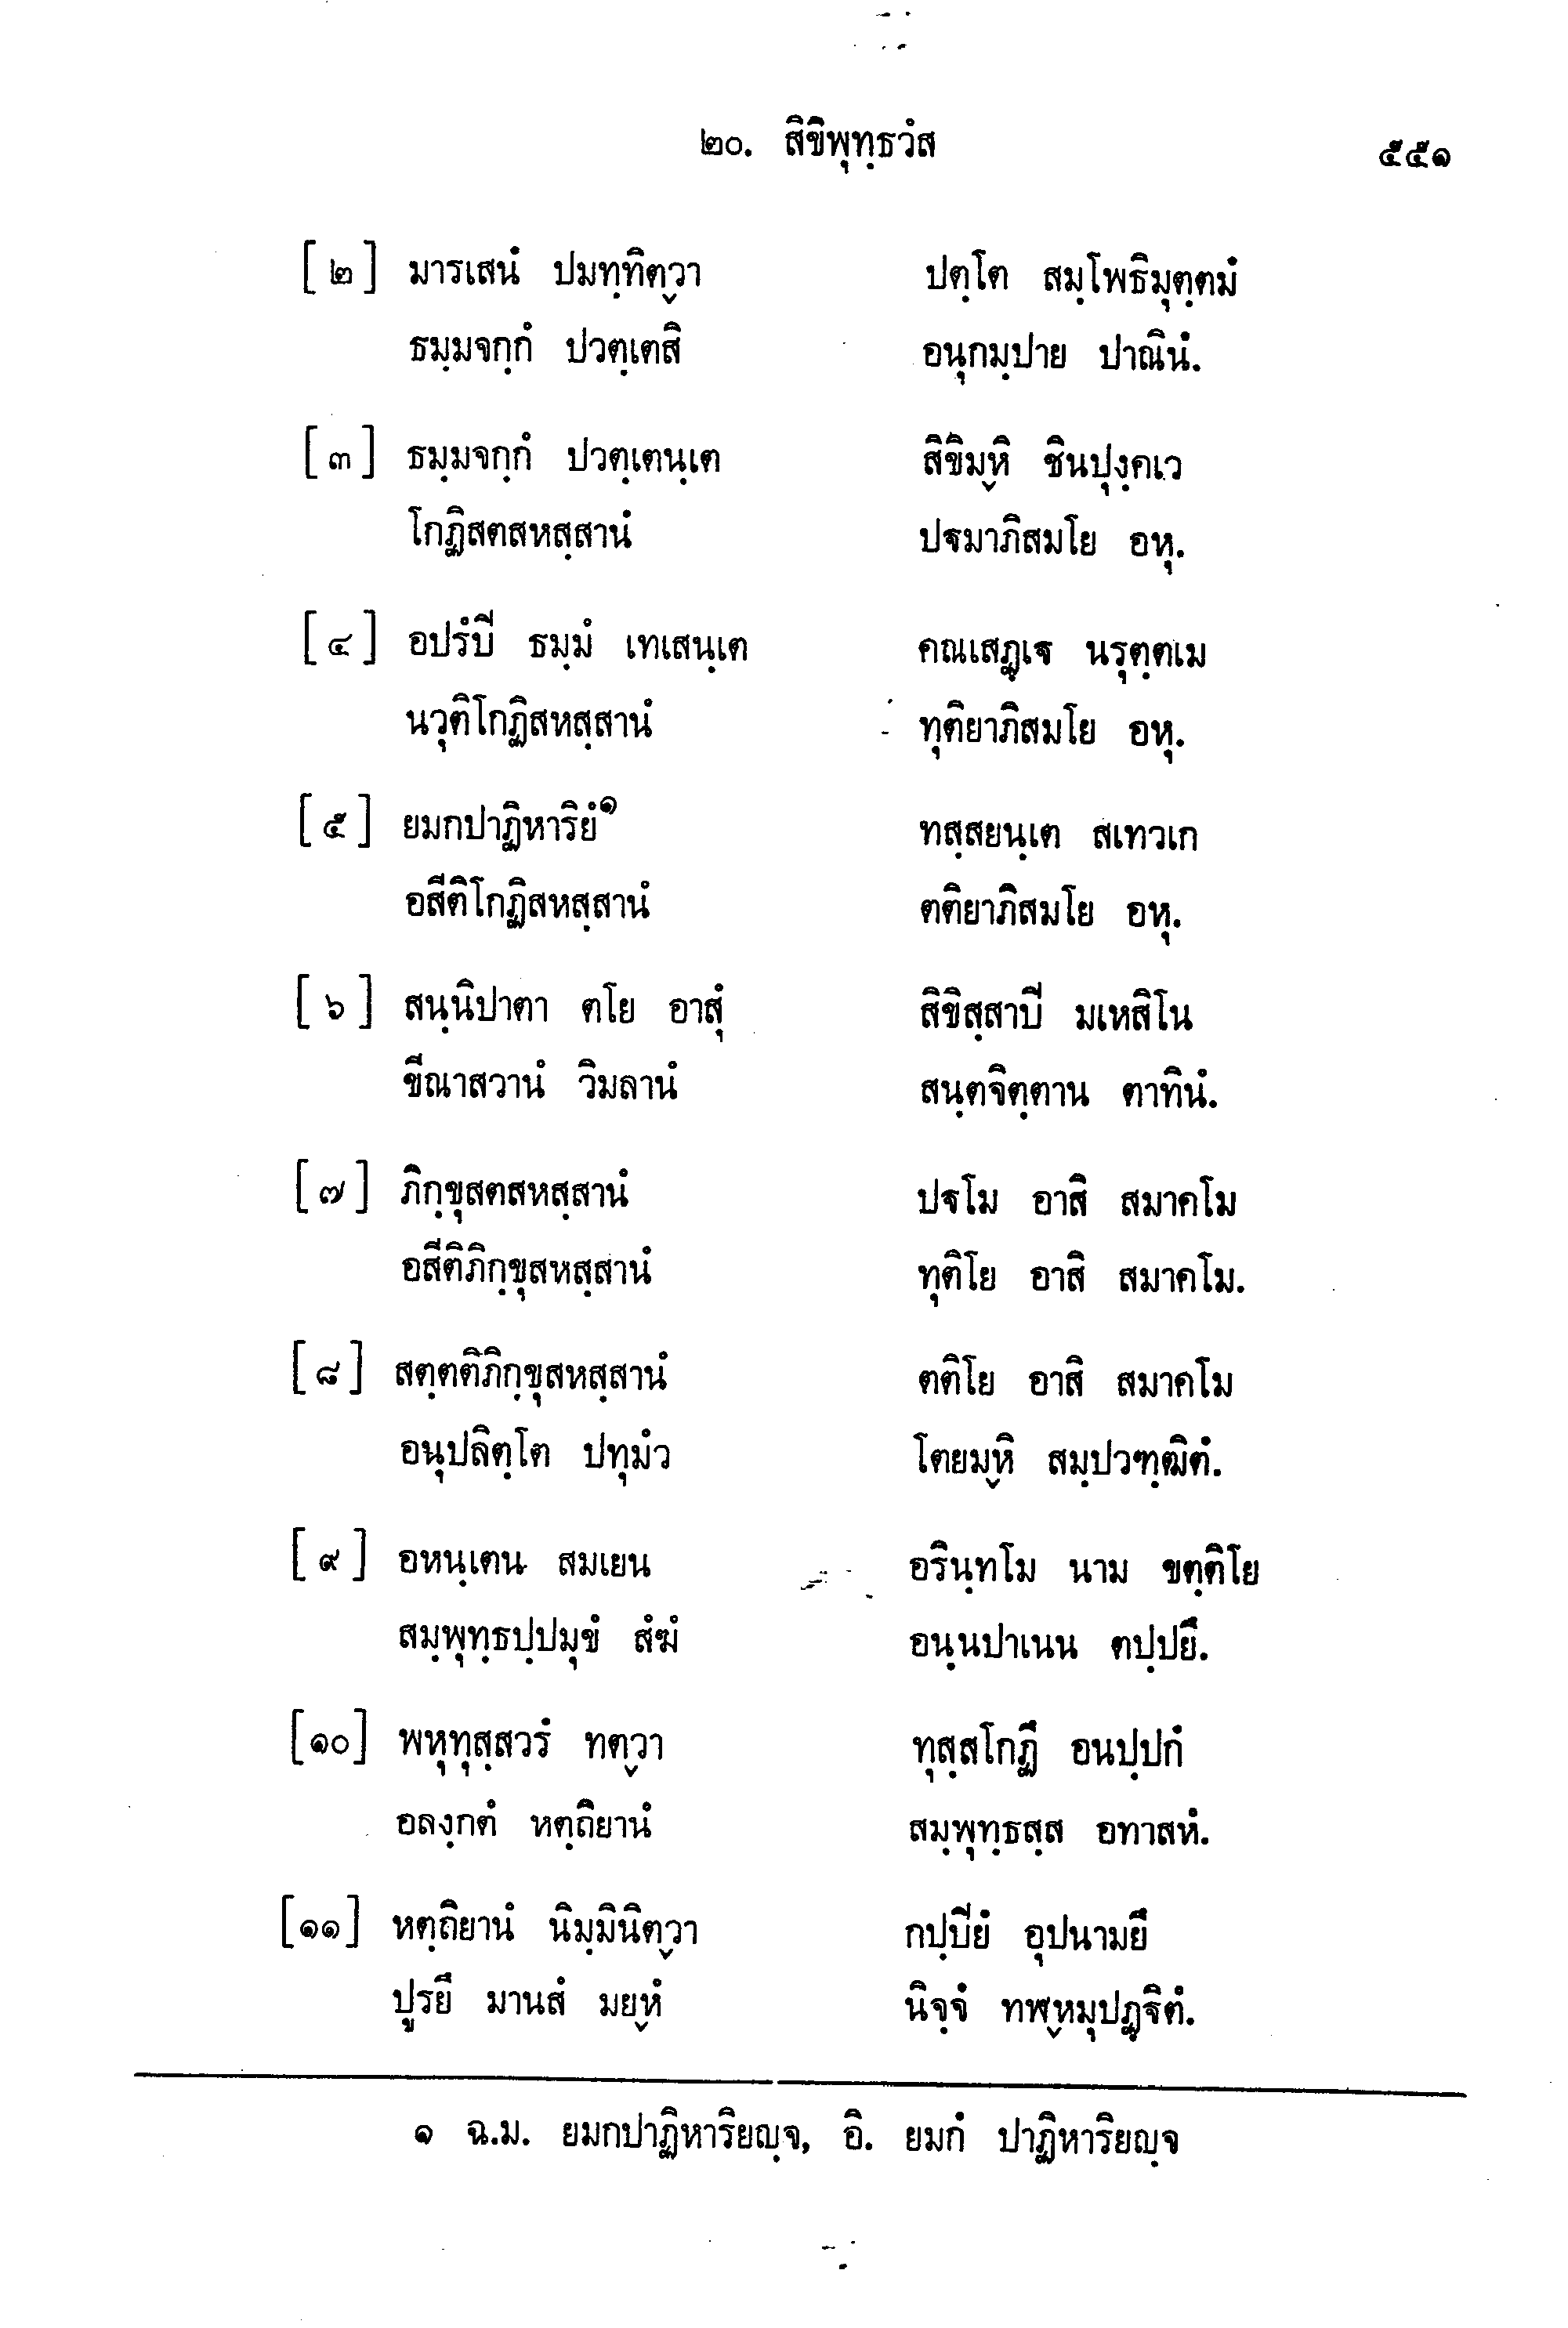 ๒๐. สิขิพุทฺธวํส ๕๕๑
[๒] มารเสนํ ปมทฺทิตฺวา ปตฺโต สมฺโพธิมุตฺตมํ
ธมฺมจกฺกํ ปวตฺเตสิ อนุกมฺปาย ปาณินํ.
[๓] ธมฺมจกฺกํ ปวตฺเตนฺเต สิขิมฺหิ ชินปุงฺคเว
โกฏิสตสหสฺสานํ ปฐมาภิสมโย อหุ.
[๔] อปรํปิ ธมฺมํ เทเสนฺเต คณเสฏฺเฐ นรุตฺตเม
นวุติโกฏิสหสฺสานํ ทุติยาภิสมโย อหุ.
[๕] ยมกปาฏิหาริยํ๑ ทสฺสยนฺเต สเทวเก
อสีติโกฏิสหสฺสานํ ตติยาภิสมโย อหุ.
[๖] สนฺนิปาตา ตโย อาสุํ สิขิสฺสาปิ มเหสิโน
ขีณาสวานํ วิมลานํ สนฺตจิตฺตาน ตาทินํ.
[๗] ภิกฺขุสตสหสฺสานํ ปฐโม อาสิ สมาคโม
อสีติภิกฺขุสหสฺสานํ ทุติโย อาสิ สมาคโม.
[๘] สตฺตติภิกฺขุสหสฺสานํ ตติโย อาสิ สมาคโม
อนุปลิตฺโต ปทุมํว โตยมฺหิ สมฺปวฑฺฒิตํ.
[๙] อหนฺเตน สมเยน อรินฺทโม นาม ขตฺติโย
สมฺพุทฺธปฺปมุขํ สํฆํ อนฺนปาเนน ตปฺปยึ.
[๑๐] พหุทุสฺสวรํ ทตฺวา ทุสฺสโกฏึ อนปฺปกํ
อลงฺกตํ หตฺถิยานํ สมฺพุทฺธสฺส อทาสหํ.
[๑๑] หตฺถิยานํ นิมฺมินิตฺวา กปฺปิยํ อุปนามยึ
ปูรยึ มานสํ มยฺหํ นิจฺจํ ทฬฺหมุปฏฺฐิตํ.
๑ ฉ.ม. ยมกปาฏิหาริยญฺจ, อิ. ยมกํ ปาฏิหาริยญฺจ